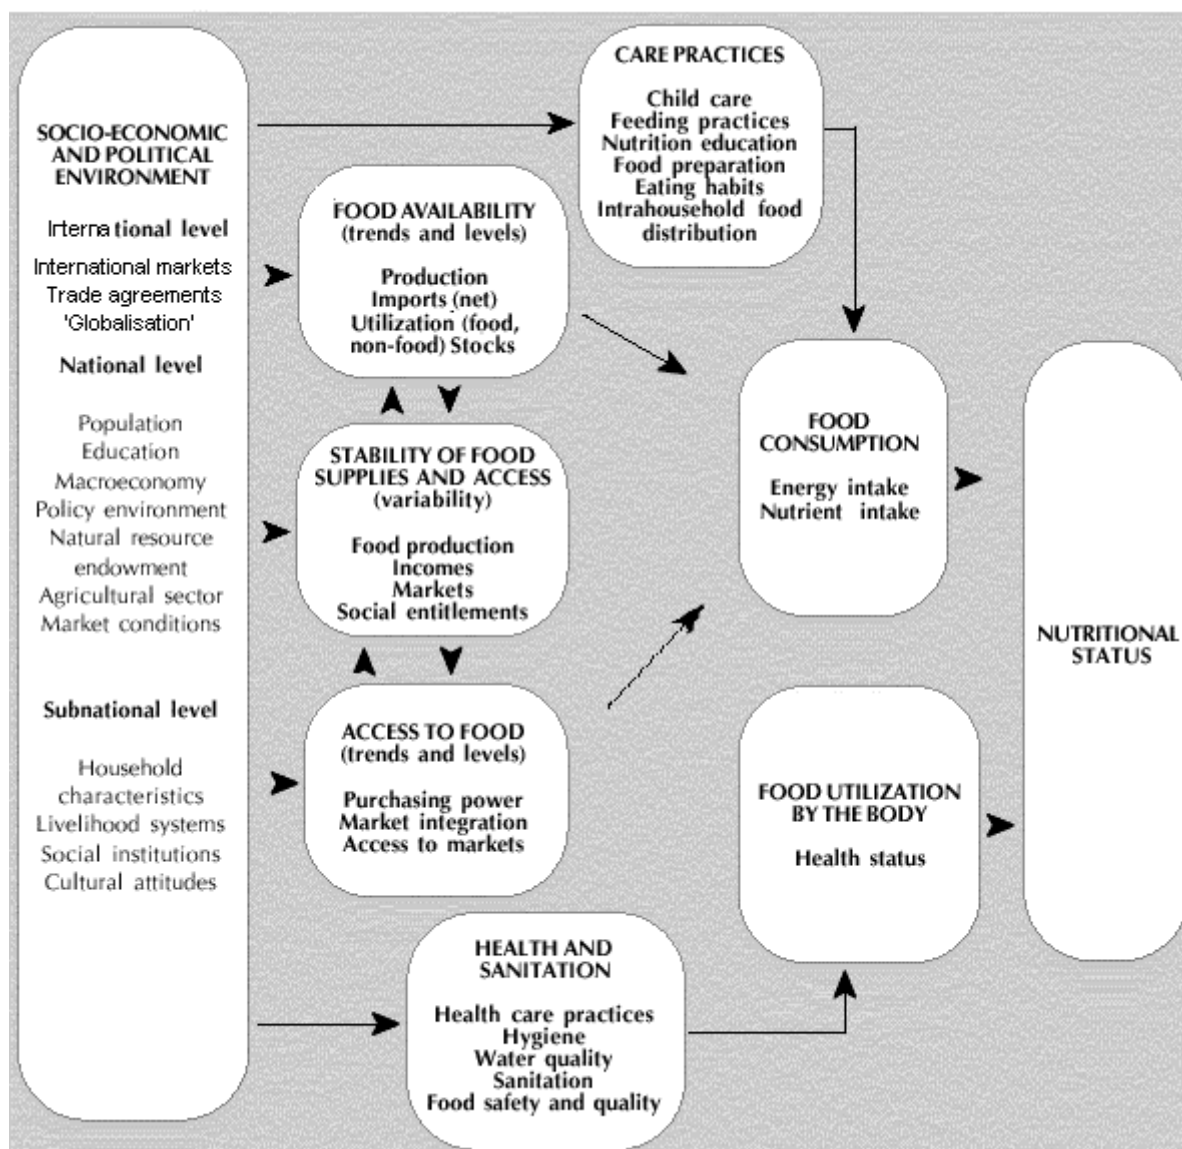 SOCIO-ECONOMIC
AND POLITICAL
ENVIRONMENT
International level
International markets
Trade agreements
'Globalisation'
National level
Population
Education
Macroeconomy
Policy environment
Natural resource
endowment
Agricultural sector
Market conditions
Subnational level
Household
characteristics
Livelihood systems
Social institutions
Cultural attitudes
CARE PRACTICES
Child care
Feeding practices
Nutrition education
Food preparation
Eating habits
Intrahousehold food
distribution
FOOD AVAILABILITY
(trends and levels)
Production
Imports (net)
Utilization (food,
non-food) Stocks
STABILITY OF FOOD
SUPPLIES AND ACCESS
(variability)
Food production
Incomes
Markets
Social entitlements
ACCESS TO FOOD
(trends and levels)
Purchasing power
Market integration
Access to markets
HEALTH AND
SANITATION
Health care practices
Hygiene
Water quality
Sanitation
Food safety and quality
FOOD
CONSUMPTION
Energy intake
Nutrient intake
FOOD UTILIZATION
BY THE BODY
Health status
NUTRITIONAL
STATUS